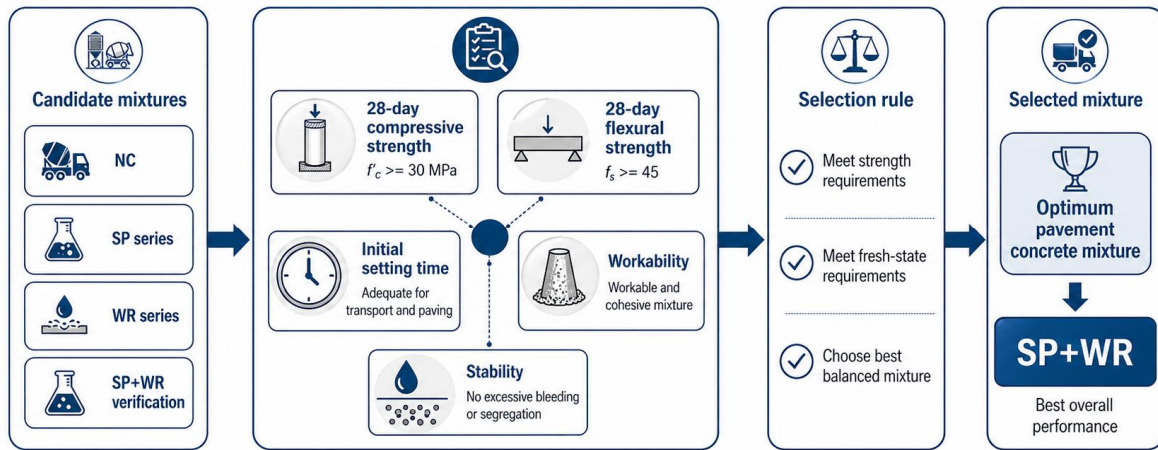 Candidate mixtures
NC
SP series
WR series
SP+WR
verification
28-day
compressive
strength
f'c >= 30 MPa
28-day
flexural
strength
fs >= 45
Initial
setting time
Adequate for
transport and paving
Workability
Workable and
cohesive mixture
Stability
No excessive bleeding
or segregation
Selection rule
Meet strength
requirements
Meet fresh-state
requirements
Choose best
balanced mixture
Selected mixture
Optimum
pavement
concrete mixture
SP+WR
Best overall
performance